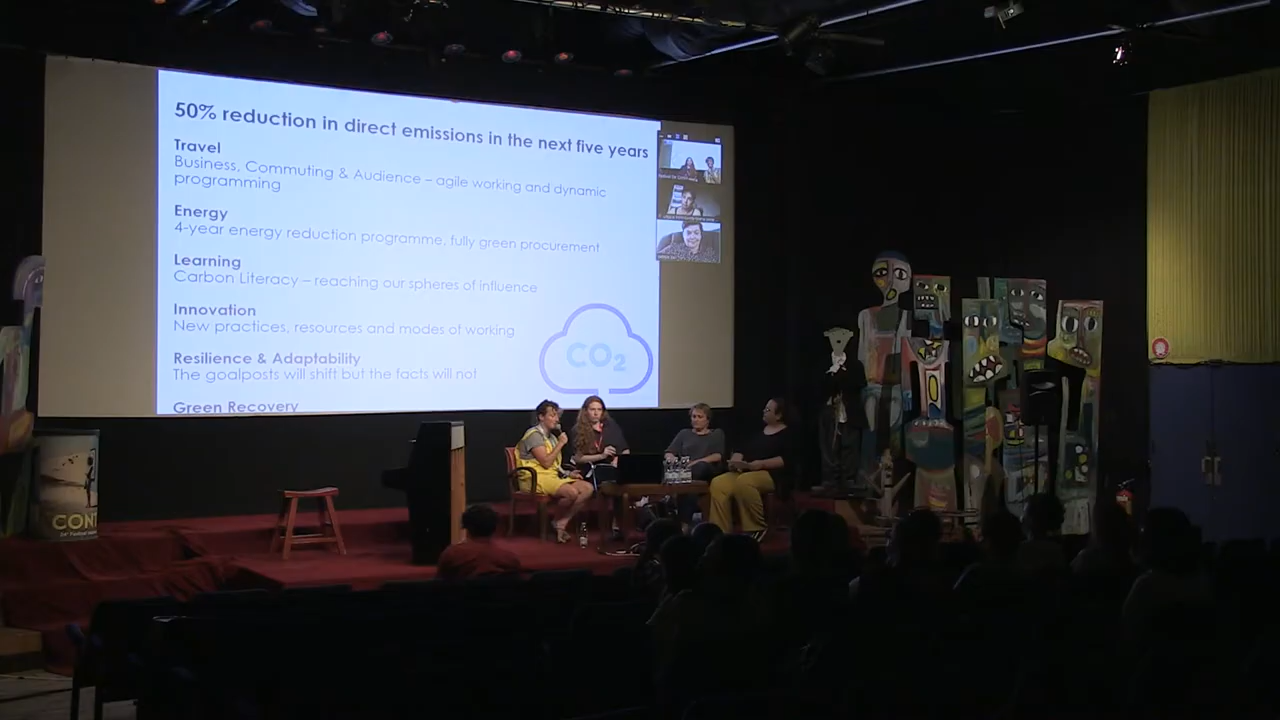 50% reduction in direct emissions in the next five years
Travel
Business, Commuting & Audience – agile working and dynamic
programming
Energy
4-year energy reduction programme, fully green procurement
Learning
Carbon Literacy – reaching our spheres of influence
Innovation
New practices, resources and modes of working
Resilience & Adaptability
The goalposts will shift but the facts will not
Green Recovery
CO2
CON